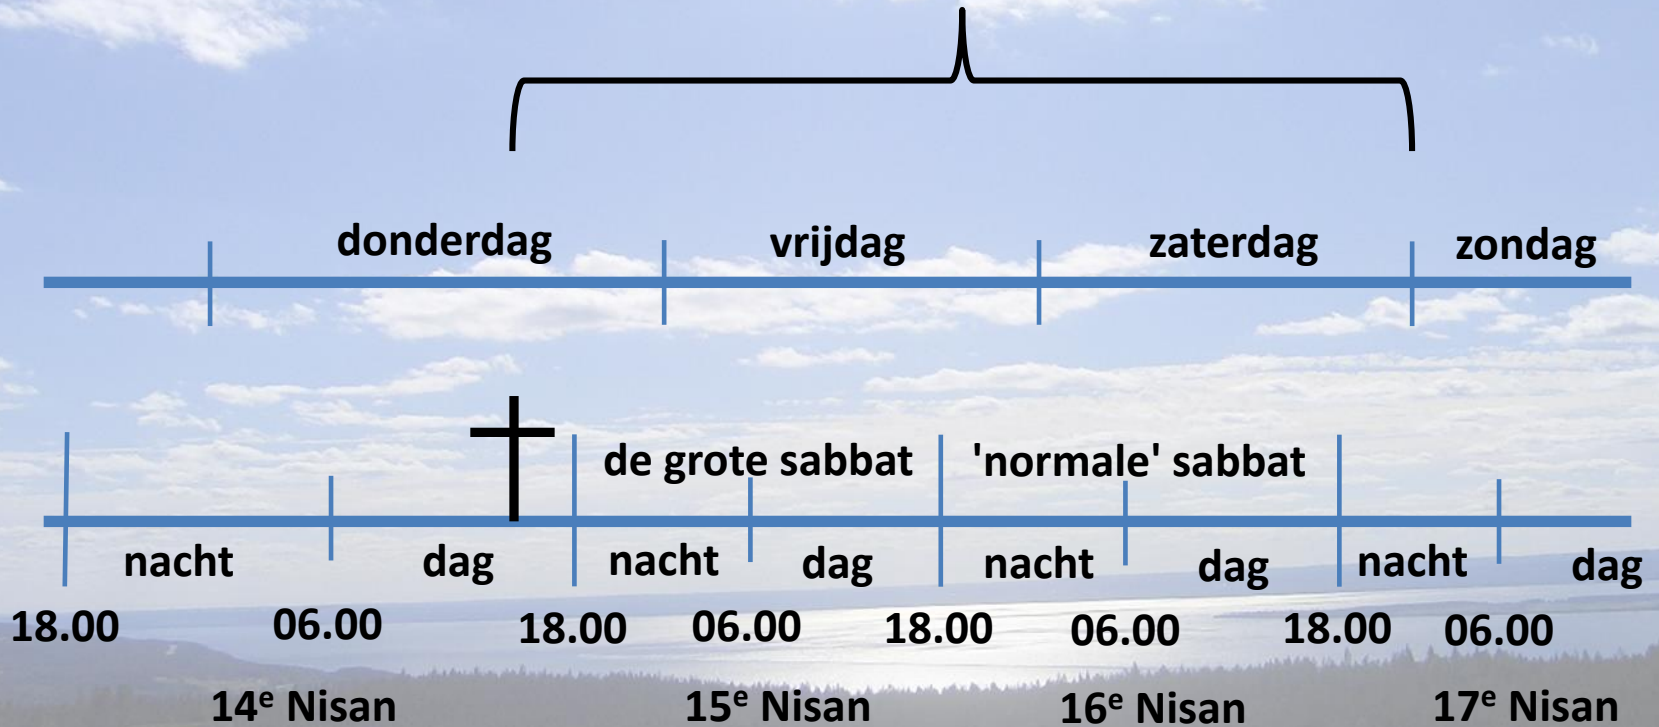 donderdag vrijdag zaterdag zondag
de grote sabbat 'normale' sabbat
nacht dag nacht dag nacht dag nacht dag
18.00 06.00 18.00 06.00 18.00 06.00 18.00 06.00
14e Nisan 15e Nisan 16e Nisan 17e Nisan